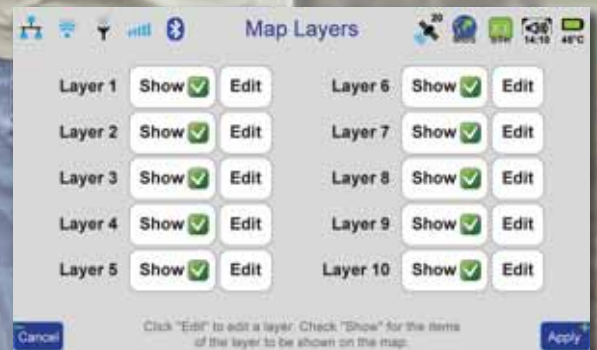 Map Layers
20
14:10
48°C
Layer 1 Show Edit
Layer 6 Show Edit
Layer 2 Show Edit
Layer 7 Show Edit
Layer 3 Show Edit
Layer 8 Show Edit
Layer 4 Show Edit
Layer 9 Show Edit
Layer 5 Show Edit
Layer 10 Show Edit
Click "Edit" to edit a layer. Check "Show" for the items
of the layer to be shown on the map.
Cancel
Apply